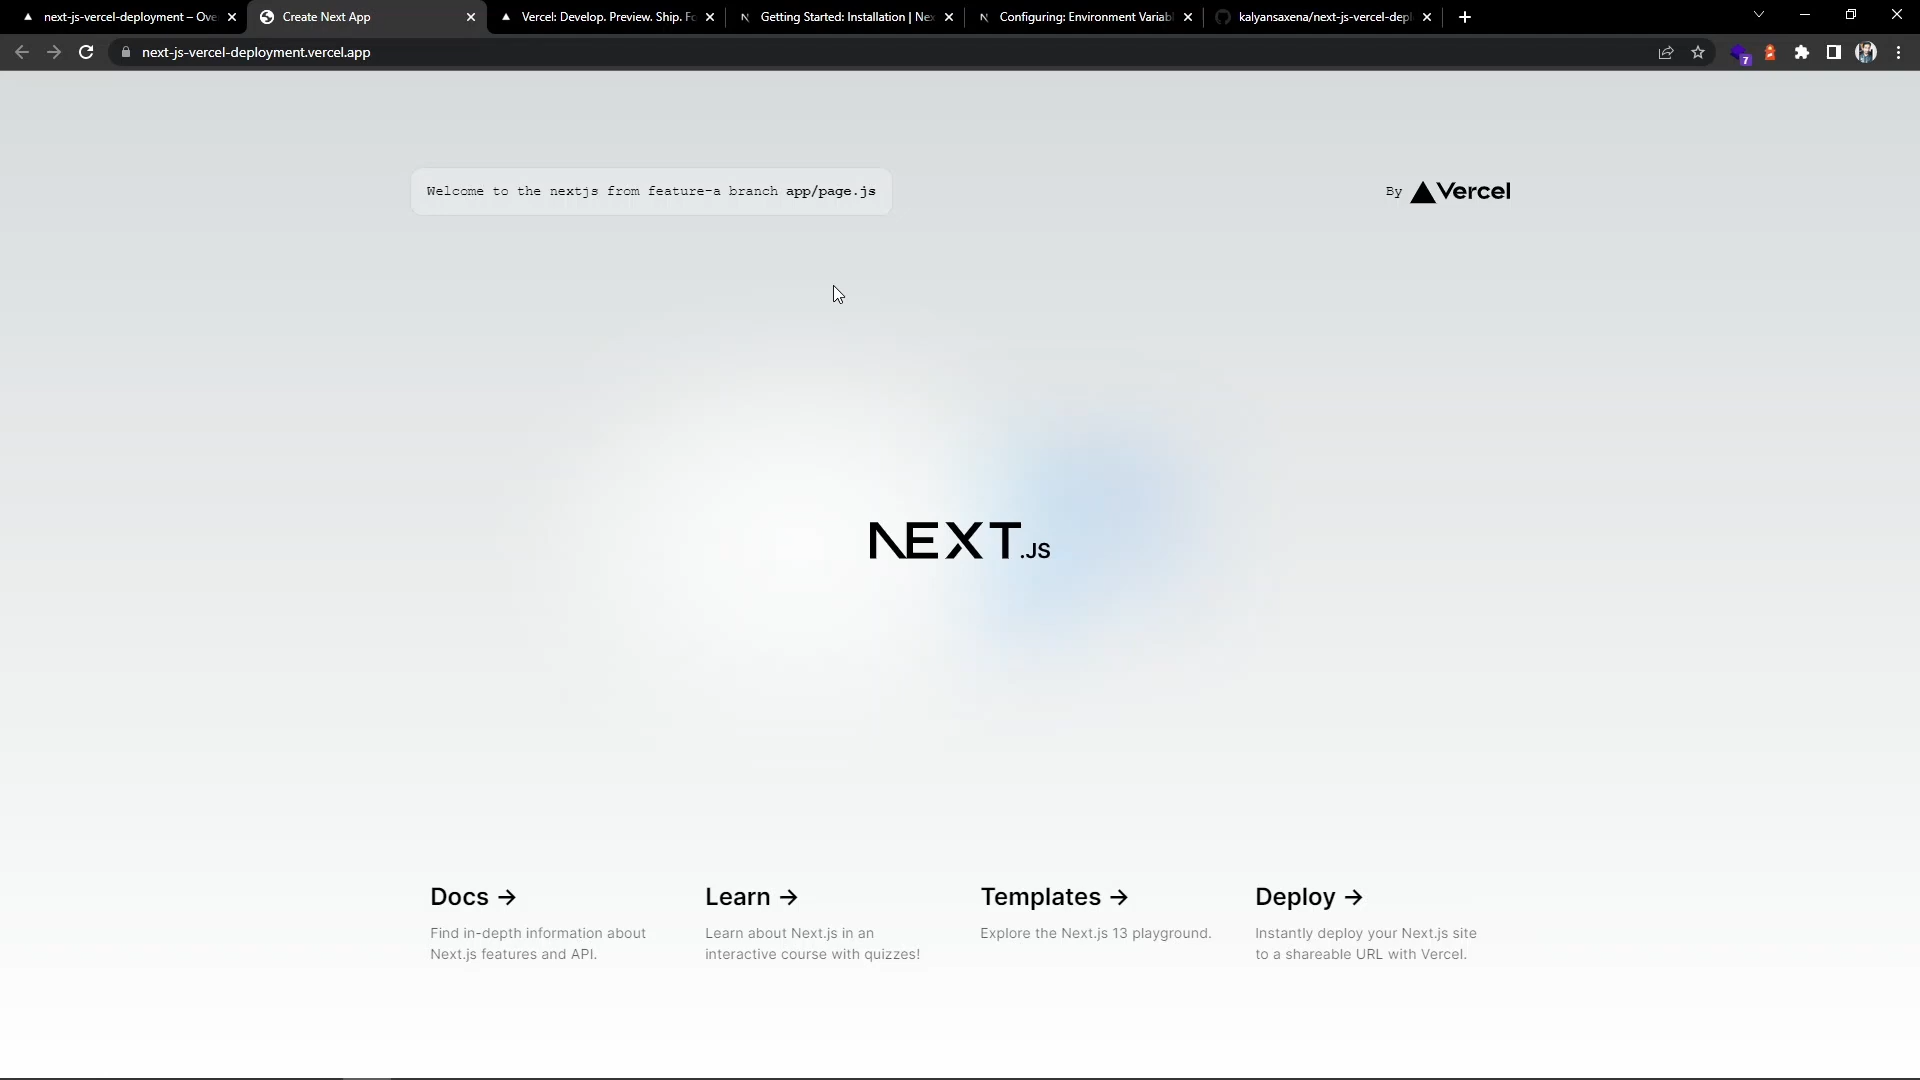 next-js-vercel-deployment – Ove
Create Next App
Vercel: Develop. Preview. Ship. Fo
Getting Started: Installation | Nex
Configuring: Environment Variabl
kalyansaxena/next-js-vercel-depl
next-js-vercel-deployment.vercel.app
7
Welcome to the nextjs from feature-a branch app/page.js
By Vercel
NEXT.JS
Docs ->
Find in-depth information about
Next.js features and API.
Learn ->
Learn about Next.js in an
interactive course with quizzes!
Templates ->
Explore the Next.js 13 playground.
Deploy ->
Instantly deploy your Next.js site
to a shareable URL with Vercel.